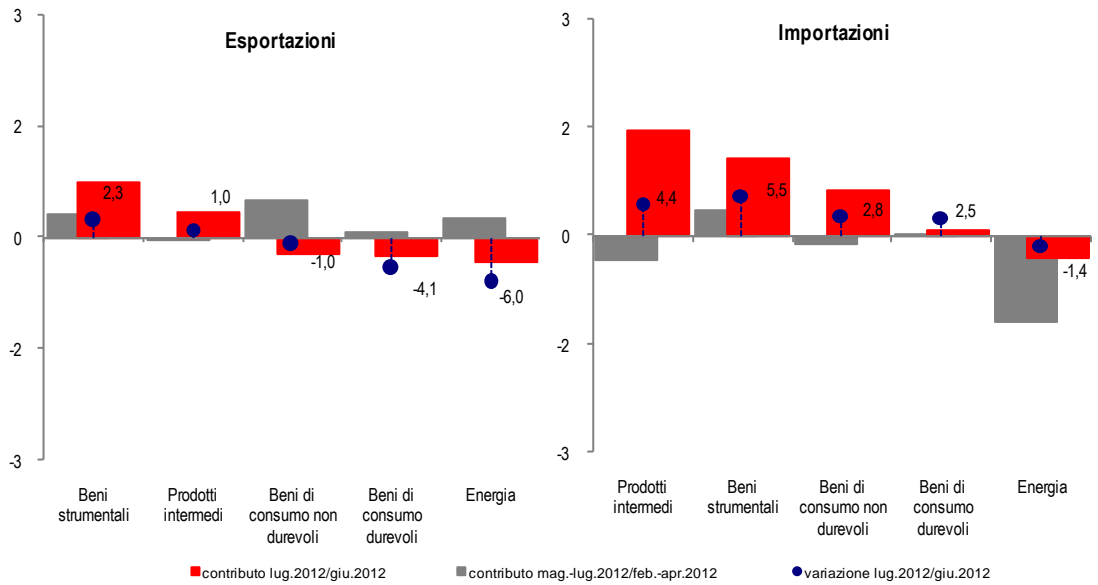 Esportazioni
3
2
0
-2
-3
2,3
1,0
-1,0
-4,1
-6,0
Beni
strumentali
Prodotti
intermedi
Beni di
consumo non
durevoli
Beni di
consumo
durevoli
Energia
Importazioni
3
2
0
-2
-3
4,4
5,5
2,8
2,5
-1,4
Prodotti
intermedi
Beni
strumentali
Beni di
consumo non
durevoli
Beni di
consumo
durevoli
Energia
contributo lug.2012/giu.2012
contributo mag.-lug.2012/feb.-apr.2012
variazione lug.2012/giu.2012